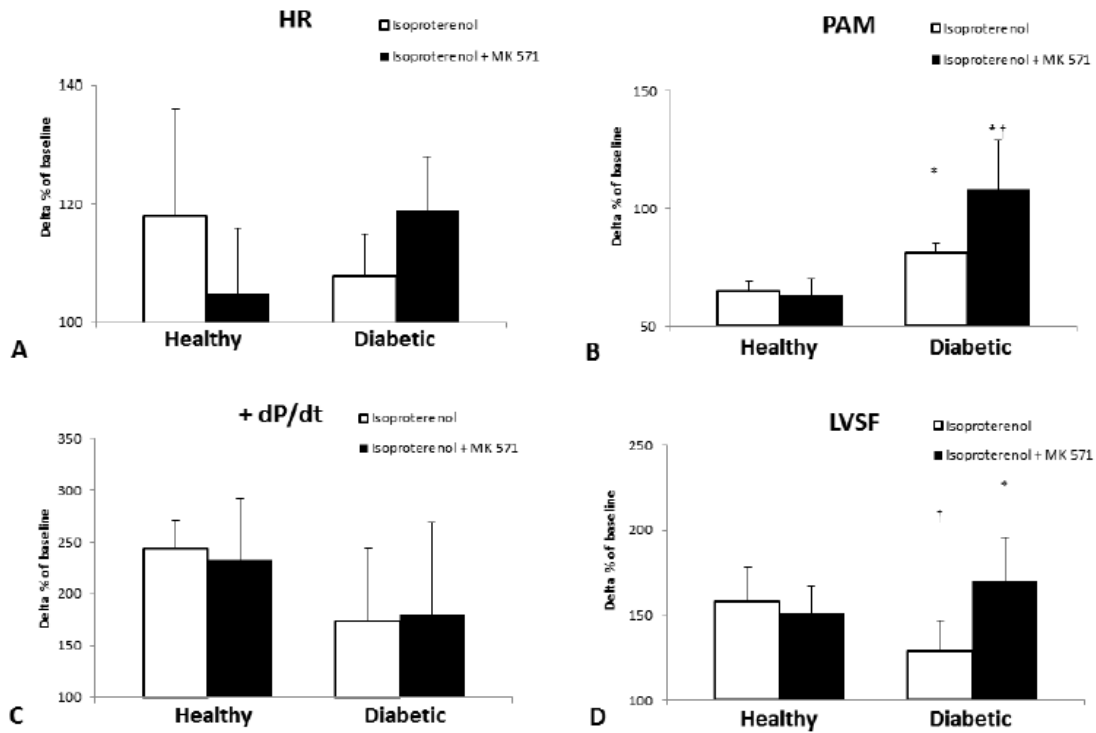 HR
Isoproterenol
Isoproterenol + MK 571
140
120
100
Delta % of baseline
Healthy
Diabetic
A
PAM
Isoproterenol
Isoproterenol + MK 571
150
100
50
Delta % of baseline
*
*†
Healthy
Diabetic
B
+ dP/dt
Isoproterenol
Isoproterenol + MK 571
350
300
250
200
150
100
Delta % of baseline
Healthy
Diabetic
C
LVSF
Isoproterenol
Isoproterenol + MK 571
250
200
150
100
Delta % of baseline
†
*
Healthy
Diabetic
D